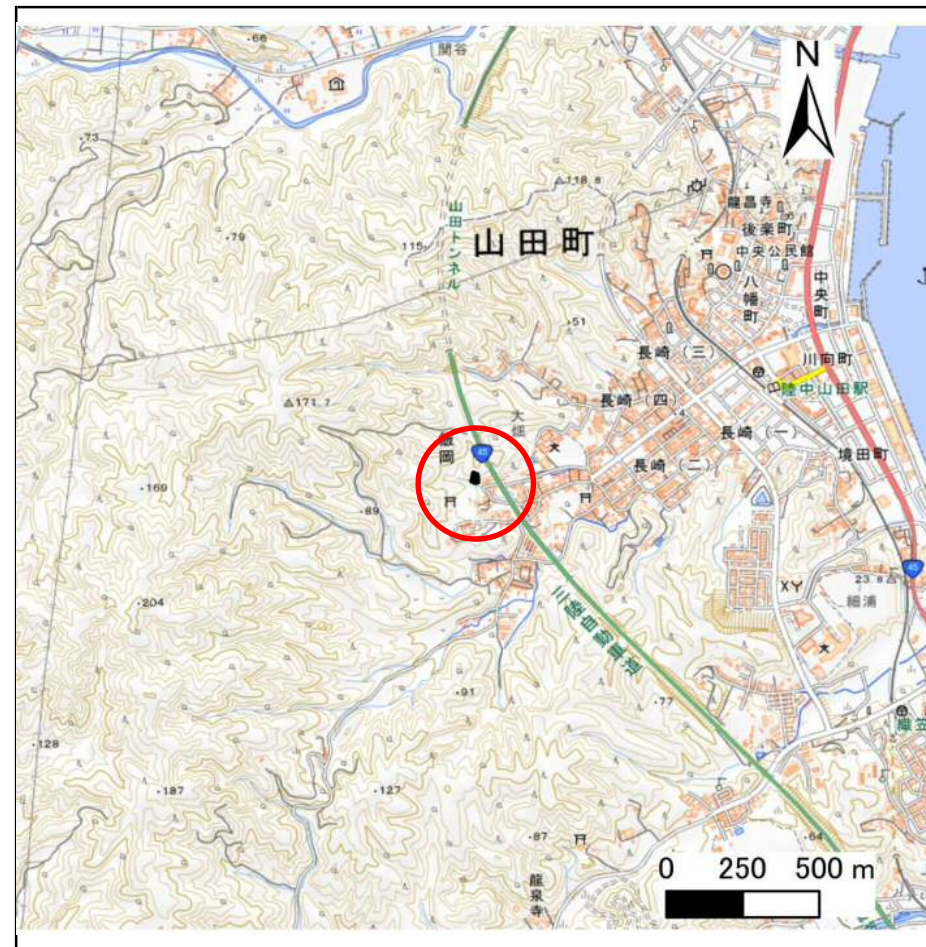 ・66
関谷
N
・73
△118.8
龍昌寺
後楽町
山田トンネル
115・
・79
山田町
中央公民館
八幡町
中央町
・51
長崎（三）
川向町
陸中山田駅
△171.7
長崎（四）
・4
大畑
飯岡
45
長崎（一）
長崎（二）
境田町
・169
・89
45
23.8△
細浦
・204
三陸自動車道
・91
・77
織笠
・128
・187
・127
・87
・64
龍泉寺
0 250 500 m